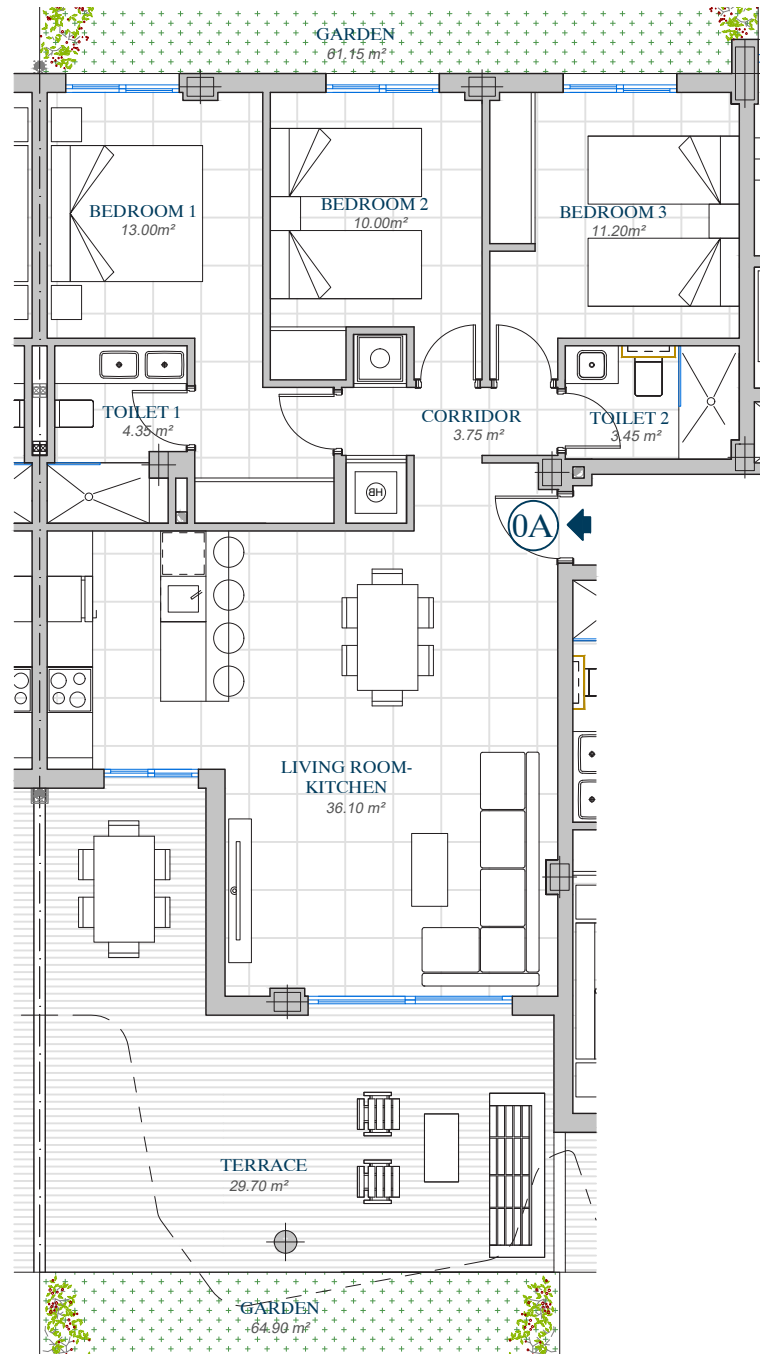 GARDEN
61.15 m²
BEDROOM 1
13.00m²
BEDROOM 2
10.00m²
BEDROOM 3
11.20m²
TOILET 1
4.35 m²
CORRIDOR
3.75 m²
TOILET 2
3.45 m²
HB
0A
LIVING ROOM-
KITCHEN
36.10 m²
TERRACE
29.70 m²
GARDEN
64.90 m²